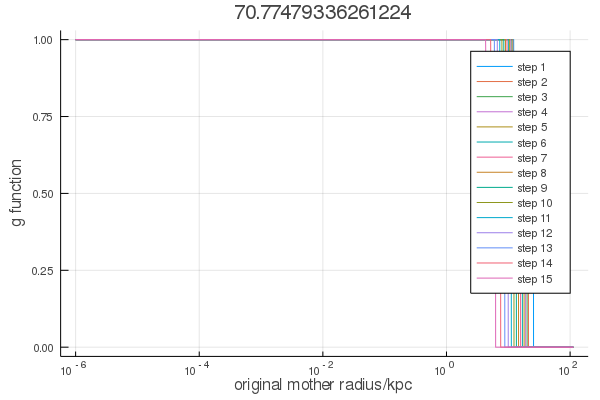 70.77479336261224
1.00
0.75
0.50
0.25
0.00
g function
step 1
step 2
step 3
step 4
step 5
step 6
step 7
step 8
step 9
step 10
step 11
step 12
step 13
step 14
step 15
10^-6 10^-4 10^-2 10^0 10^2
original mother radius/kpc